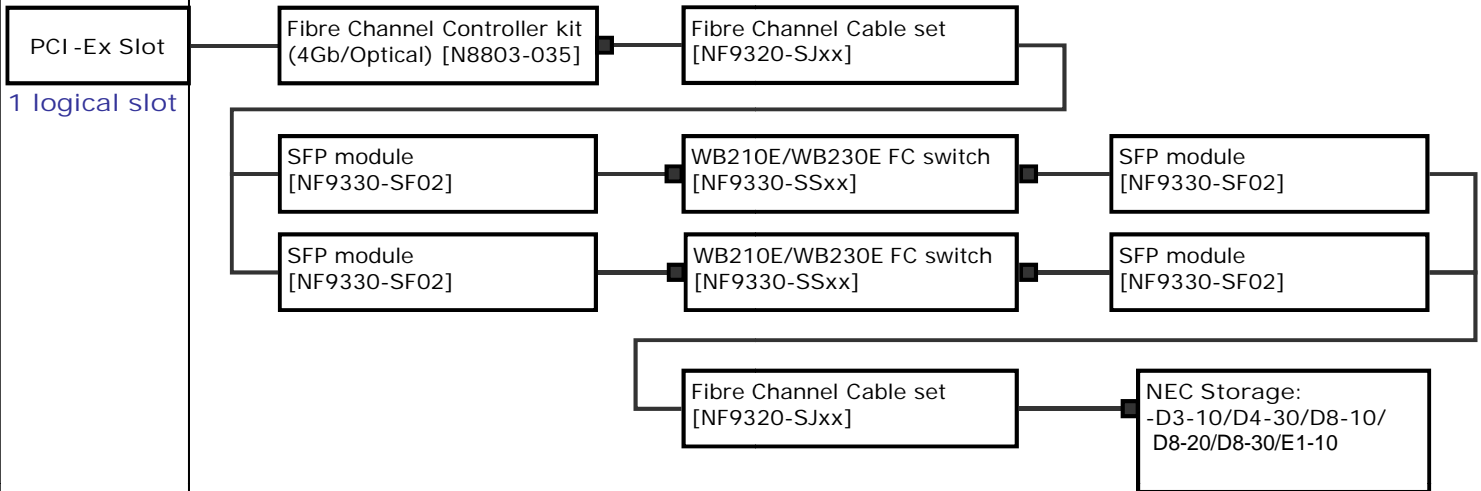 PCI-Ex Slot
1 logical slot
Fibre Channel Controller kit
(4Gb/Optical) [N8803-035]
Fibre Channel Cable set
[NF9320-SJxx]
SFP module
[NF9330-SF02]
WB210E/WB230E FC switch
[NF9330-SSxx]
SFP module
[NF9330-SF02]
SFP module
[NF9330-SF02]
WB210E/WB230E FC switch
[NF9330-SSxx]
SFP module
[NF9330-SF02]
Fibre Channel Cable set
[NF9320-SJxx]
NEC Storage:
-D3-10/D4-30/D8-10/
D8-20/D8-30/E1-10